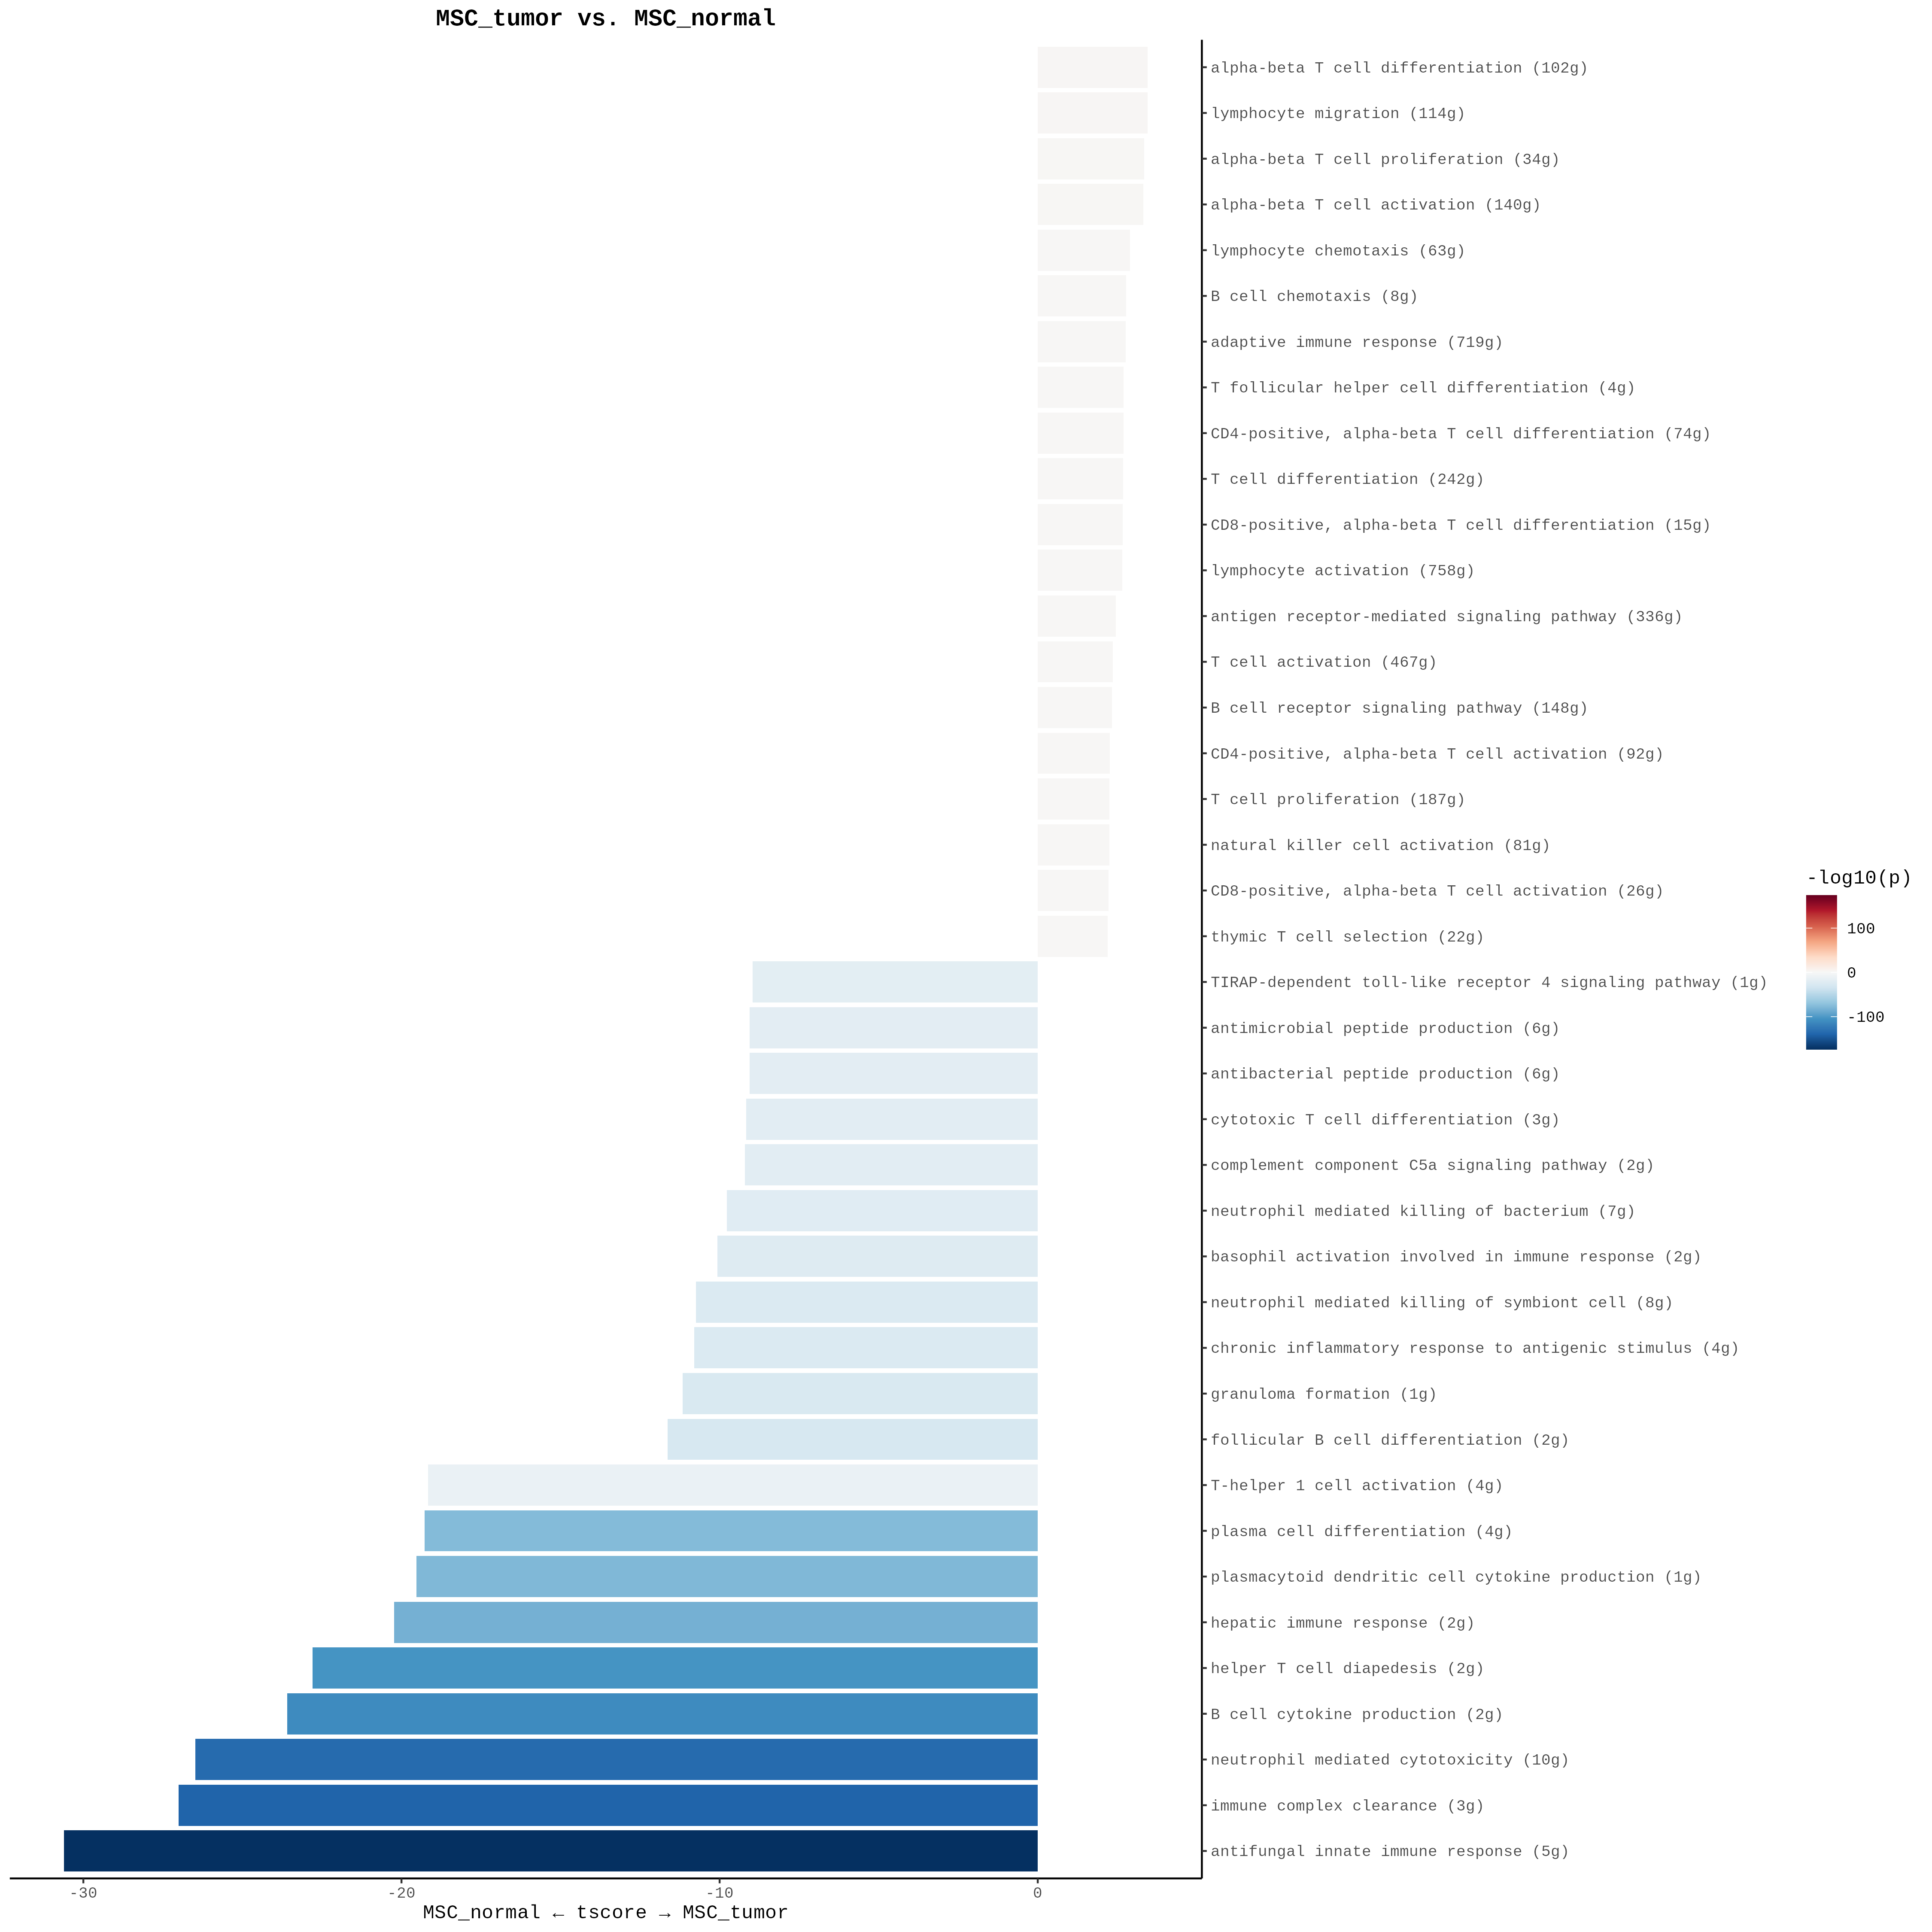 MSC_tumor vs. MSC_normal
alpha-beta T cell differentiation (102g)
lymphocyte migration (114g)
alpha-beta T cell proliferation (34g)
alpha-beta T cell activation (140g)
lymphocyte chemotaxis (63g)
B cell chemotaxis (8g)
adaptive immune response (719g)
T follicular helper cell differentiation (4g)
CD4-positive, alpha-beta T cell differentiation (74g)
T cell differentiation (242g)
CD8-positive, alpha-beta T cell differentiation (15g)
lymphocyte activation (758g)
antigen receptor-mediated signaling pathway (336g)
T cell activation (467g)
B cell receptor signaling pathway (148g)
CD4-positive, alpha-beta T cell activation (92g)
T cell proliferation (187g)
natural killer cell activation (81g)
CD8-positive, alpha-beta T cell activation (26g)
thymic T cell selection (22g)
TIRAP-dependent toll-like receptor 4 signaling pathway (1g)
antimicrobial peptide production (6g)
antibacterial peptide production (6g)
cytotoxic T cell differentiation (3g)
complement component C5a signaling pathway (2g)
neutrophil mediated killing of bacterium (7g)
basophil activation involved in immune response (2g)
neutrophil mediated killing of symbiont cell (8g)
chronic inflammatory response to antigenic stimulus (4g)
granuloma formation (1g)
follicular B cell differentiation (2g)
T-helper 1 cell activation (4g)
plasma cell differentiation (4g)
plasmacytoid dendritic cell cytokine production (1g)
hepatic immune response (2g)
helper T cell diapedesis (2g)
B cell cytokine production (2g)
neutrophil mediated cytotoxicity (10g)
immune complex clearance (3g)
antifungal innate immune response (5g)
-30 -20 -10 0
MSC_normal ← tscore → MSC_tumor
-log10(p)
100
0
-100